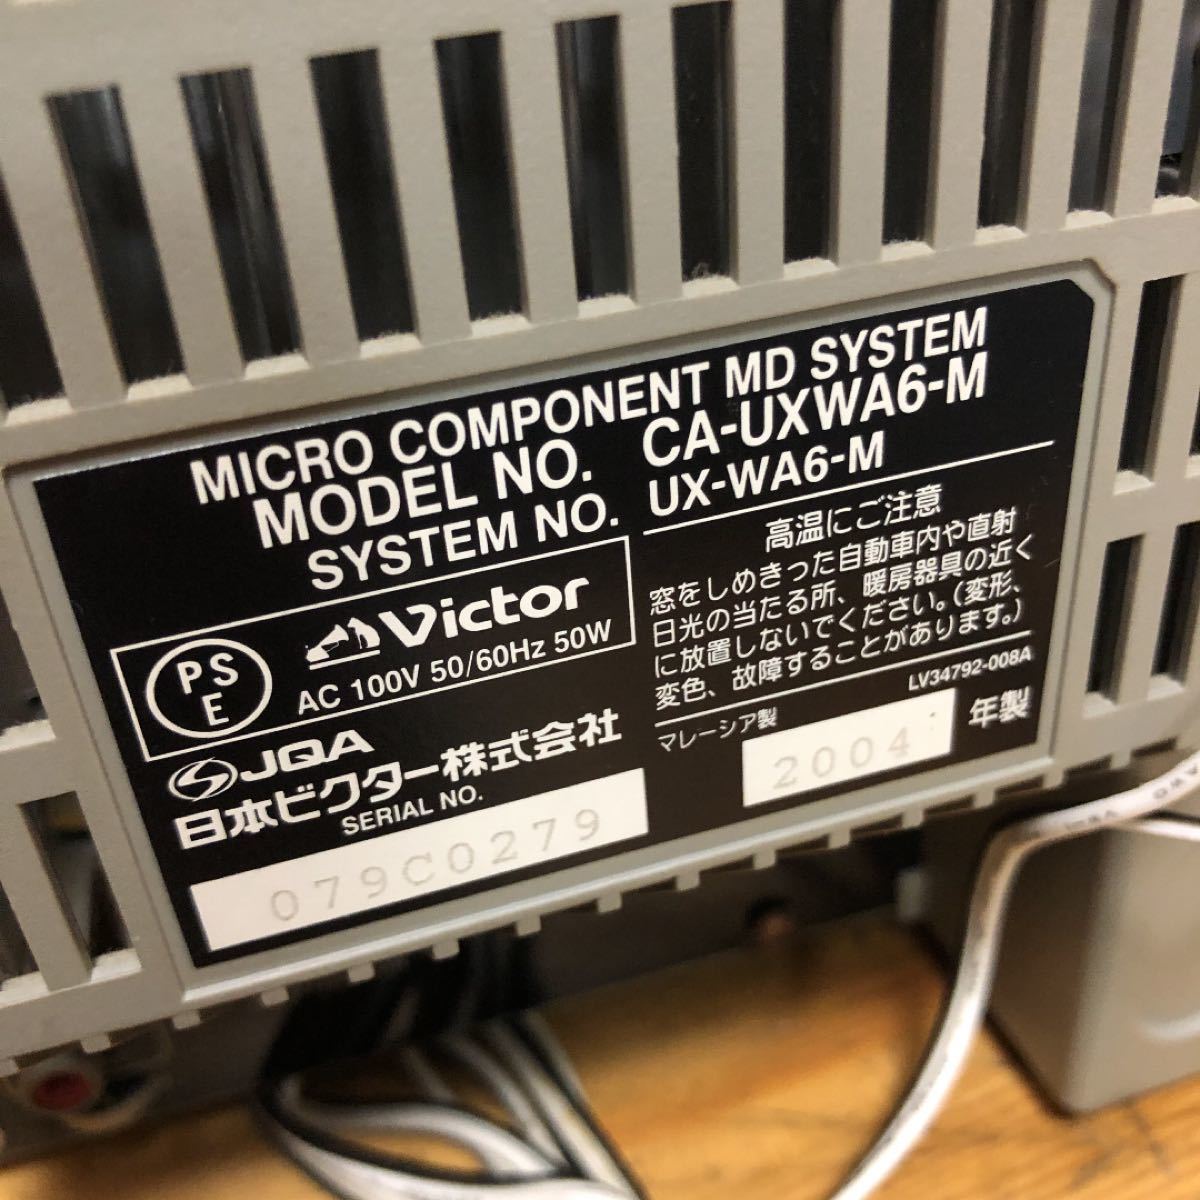 MICRO COMPONENT MD SYSTEM
MODEL NO. CA-UXWA6-M
SYSTEM NO. UX-WA6-M
PSE
Victor
AC 100V 50/60Hz 50W
JQA
日本ビクター株式会社
SERIAL NO.
079C0279
高温にご注意
窓をしめきった自動車内や直射
日光の当たる所、暖房器具の近く
に放置しないでください。(変形、
変色、故障することがあります。)
LV34792-008A
マレーシア製
2004 年製